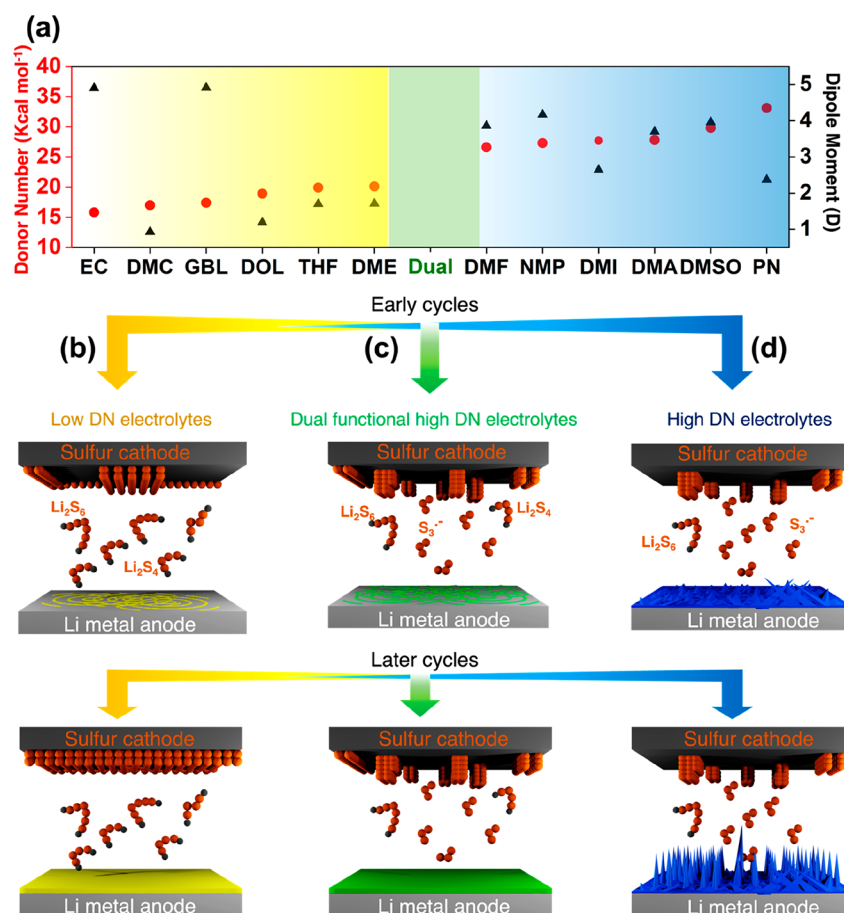 (a)
Donor Number (Kcal mol⁻¹)
40
35
30
25
20
15
10
5
4
3
2
1
Dipole Moment (D)
EC DMC GBL DOL THF DME Dual DMF NMP DMI DMA DMSO PN
Early cycles
(b) (c) (d)
Low DN electrolytes Dual functional high DN electrolytes High DN electrolytes
Sulfur cathode Sulfur cathode Sulfur cathode
Li₂S₆ Li₂S₆ Li₂S₄
S₃·⁻ S₃·⁻
Li₂S₆
Li₂S₄
Li metal anode Li metal anode Li metal anode
Later cycles
Sulfur cathode Sulfur cathode Sulfur cathode
Li metal anode Li metal anode Li metal anode